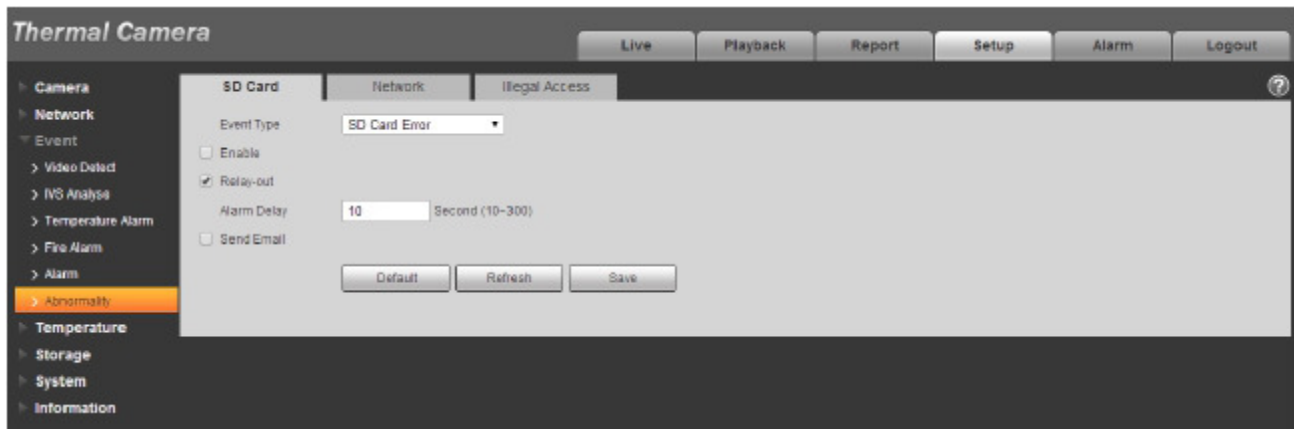 Thermal Camera
Live Playback Report Setup Alarm Logout
Camera
Network
Event
Video Detect
IVS Analyse
Temperature Alarm
Fire Alarm
Alarm
Abnormality
Temperature
Storage
System
Information
SD Card Network Illegal Access
Event Type SD Card Error
Enable
Relay-out
Alarm Delay 10 Second (10~300)
Send Email
Default Refresh Save